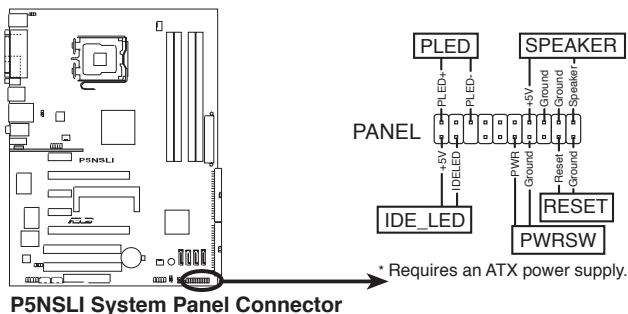 PLED
SPEAKER
PLED+
PLED-
+5V
Ground
Ground
Speaker
PANEL
+5V
IDELED
PWR
Ground
Reset
Ground
IDE_LED
RESET
PWRSW
P5NSLI
ASUS
* Requires an ATX power supply.
P5NSLI System Panel Connector